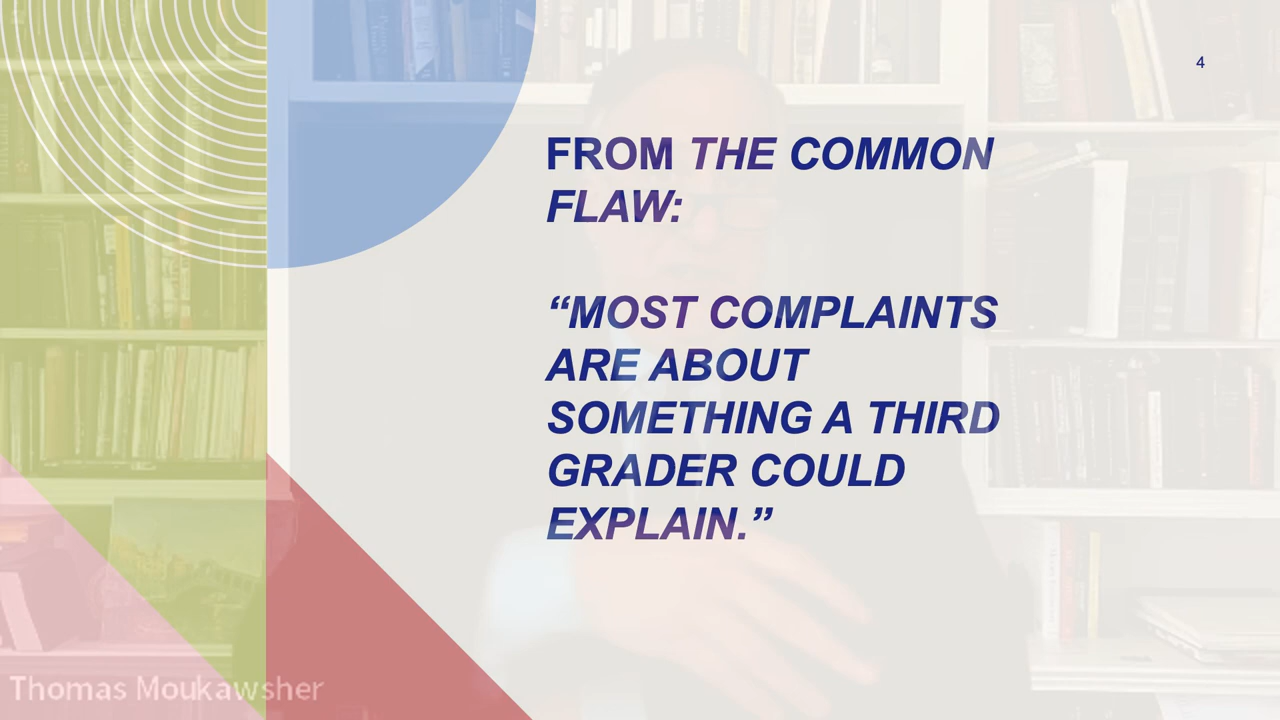 4
FROM THE COMMON
FLAW:
“MOST COMPLAINTS
ARE ABOUT
SOMETHING A THIRD
GRADER COULD
EXPLAIN.”
Thomas Moukawsher